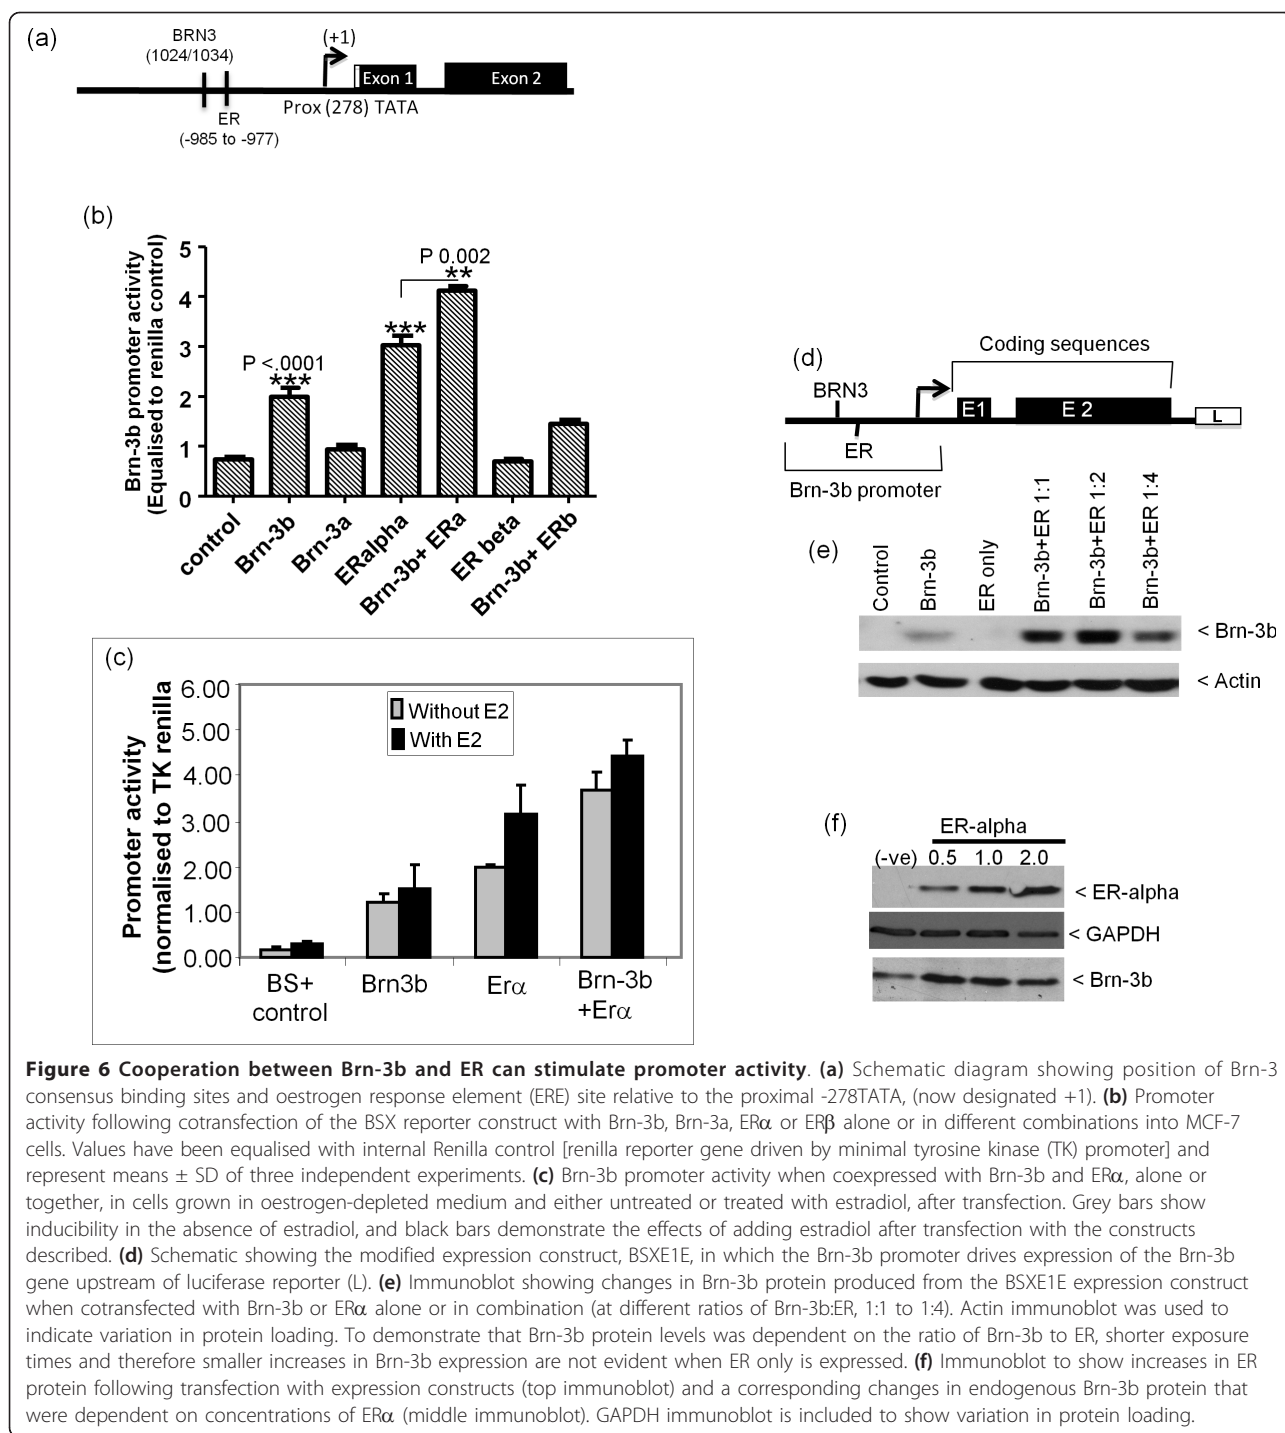 (a)
BRN3
(1024/1034)
(+1)
Exon 1
Exon 2
Prox (278) TATA
ER
(-985 to -977)
(b)
Brn-3b promoter activity
(Equalised to renilla control)
5
4
3
2
1
0
P <.0001
***
***
P 0.002
**
control
Brn-3b
Brn-3a
ERalpha
Brn-3b+ ERa
ER beta
Brn-3b+ ERb
(c)
Promoter activity
(normalised to TK renilla
6.00
5.00
4.00
3.00
2.00
1.00
0.00
Without E2
With E2
BS+
control
Brn3b
Erα
Brn-3b
+Erα
(d)
Coding sequences
BRN3
E1
E 2
L
ER
Brn-3b promoter
(e)
Control
Brn-3b
ER only
Brn-3b+ER 1:1
Brn-3b+ER 1:2
Brn-3b+ER 1:4
< Brn-3b
< Actin
(f)
ER-alpha
(-ve) 0.5 1.0 2.0
< ER-alpha
< GAPDH
< Brn-3b
Figure 6 Cooperation between Brn-3b and ER can stimulate promoter activity. (a) Schematic diagram showing position of Brn-3
consensus binding sites and oestrogen response element (ERE) site relative to the proximal -278TATA, (now designated +1). (b) Promoter
activity following cotransfection of the BSX reporter construct with Brn-3b, Brn-3a, ERα or ERβ alone or in different combinations into MCF-7
cells. Values have been equalised with internal Renilla control [renilla reporter gene driven by minimal tyrosine kinase (TK) promoter] and
represent means ± SD of three independent experiments. (c) Brn-3b promoter activity when coexpressed with Brn-3b and ERα, alone or
together, in cells grown in oestrogen-depleted medium and either untreated or treated with estradiol, after transfection. Grey bars show
inducibility in the absence of estradiol, and black bars demonstrate the effects of adding estradiol after transfection with the constructs
described. (d) Schematic showing the modified expression construct, BSXE1E, in which the Brn-3b promoter drives expression of the Brn-3b
gene upstream of luciferase reporter (L). (e) Immunoblot showing changes in Brn-3b protein produced from the BSXE1E expression construct
when cotransfected with Brn-3b or ERα alone or in combination (at different ratios of Brn-3b:ER, 1:1 to 1:4). Actin immunoblot was used to
indicate variation in protein loading. To demonstrate that Brn-3b protein levels was dependent on the ratio of Brn-3b to ER, shorter exposure
times and therefore smaller increases in Brn-3b expression are not evident when ER only is expressed. (f) Immunoblot to show increases in ER
protein following transfection with expression constructs (top immunoblot) and a corresponding changes in endogenous Brn-3b protein that
were dependent on concentrations of ERα (middle immunoblot). GAPDH immunoblot is included to show variation in protein loading.